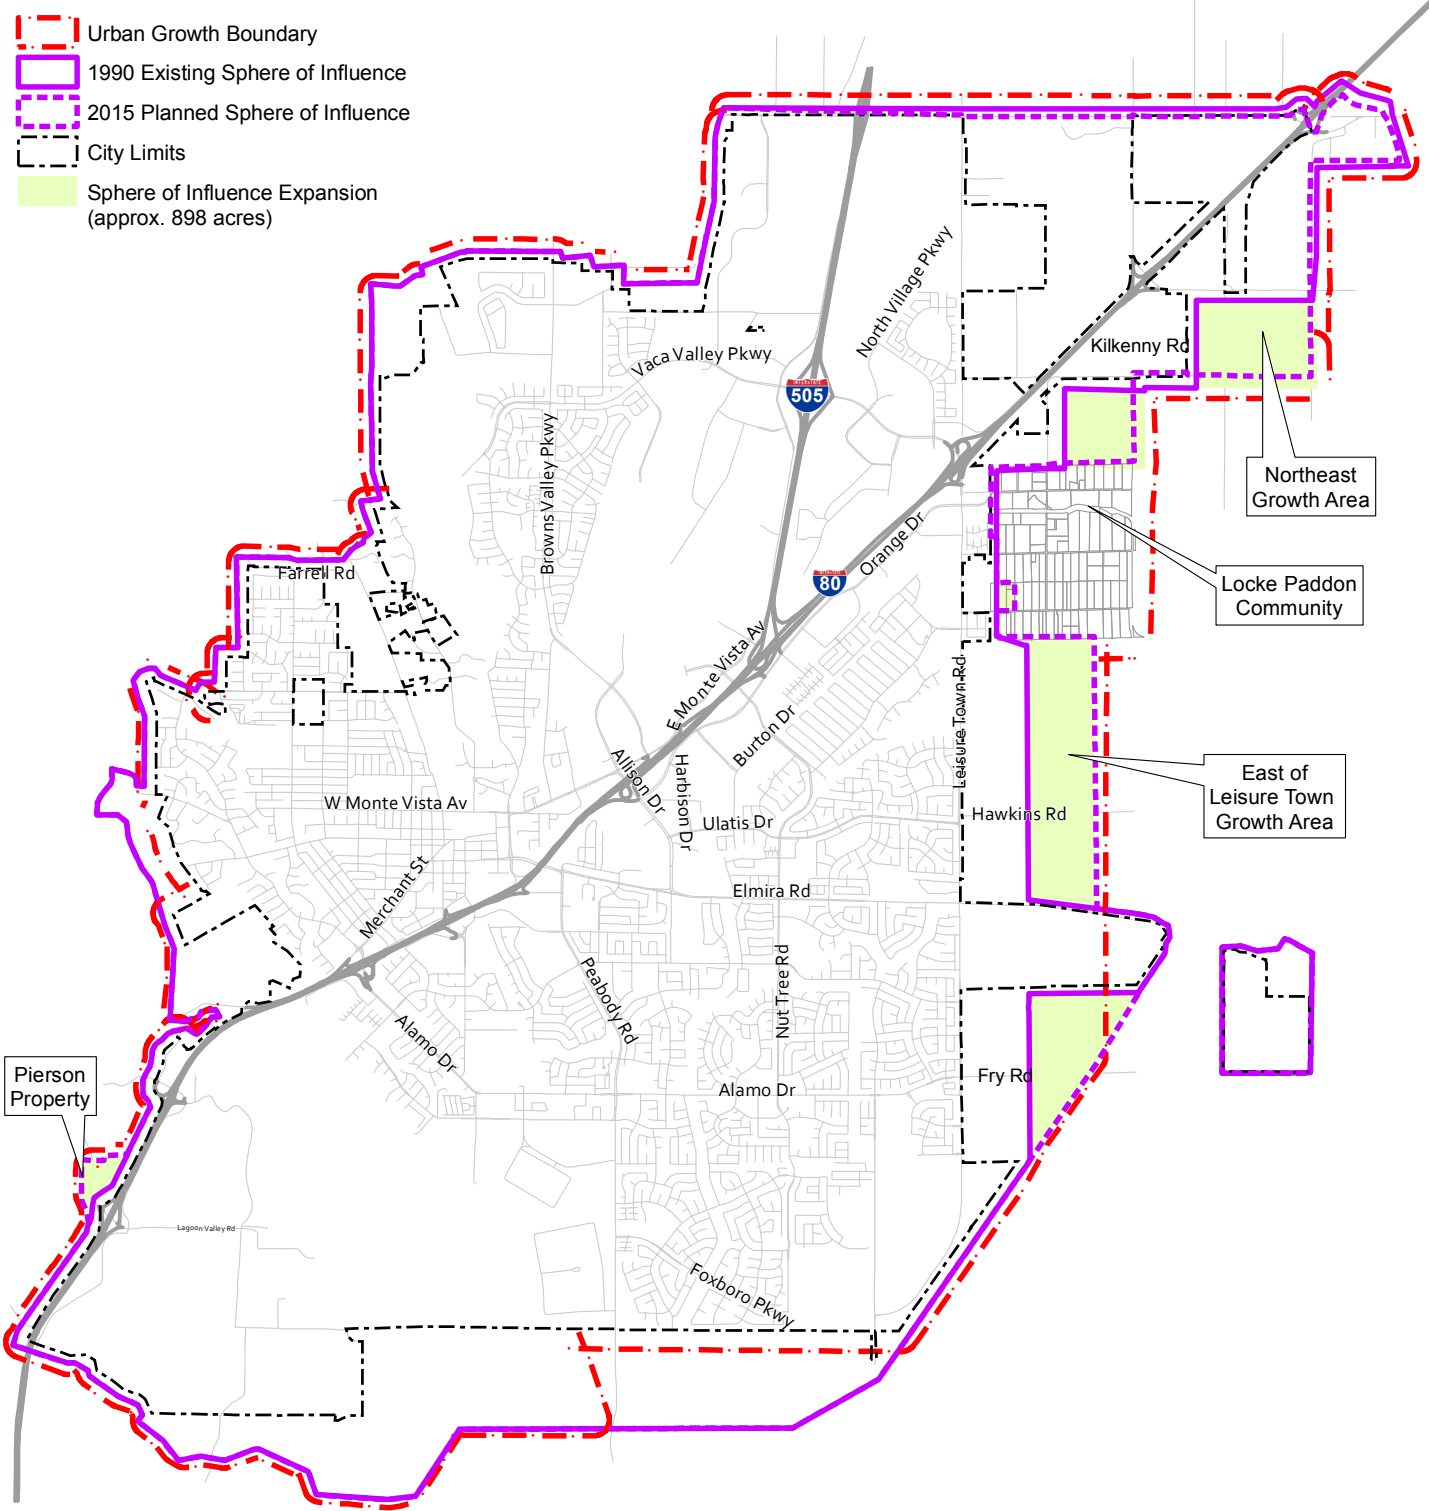 Urban Growth Boundary
1990 Existing Sphere of Influence
2015 Planned Sphere of Influence
City Limits
Sphere of Influence Expansion
(approx. 898 acres)
North Village Pkwy
Kilkenny Rd
Vaca Valley Pkwy
INTERSTATE
505
Browns Valley Pkwy
Northeast
Growth Area
Orange Dr
INTERSTATE
80
Farrell Rd
Locke Paddon
Community
E Monte Vista Av
Leisure Town Rd
Burton Dr
Allison Dr
Harbison Dr
East of
Leisure Town
Growth Area
W Monte Vista Av
Ulatis Dr
Hawkins Rd
Merchant St
Elmira Rd
Peabody Rd
Nut Tree Rd
Alamo Dr
Pierson
Property
Fry Rd
Alamo Dr
Lagoon Valley Rd
Foxboro Pkwy